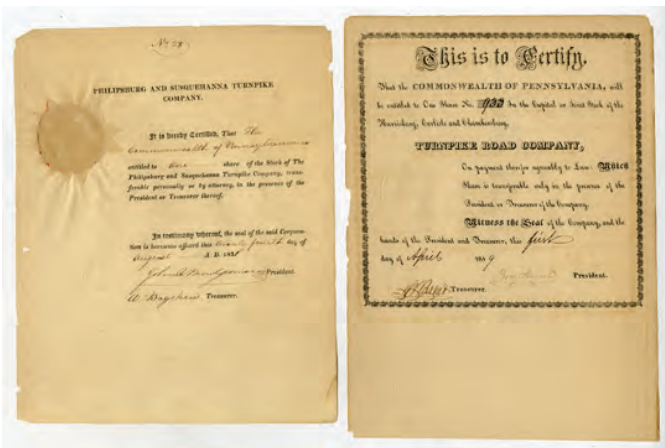 No. 28
PHILIPSBURG AND SUSQUEHANNA TURNPIKE
COMPANY.
It is hereby Certified, That The
Commonwealth of Pennsylvania
entitled to One share of the Stock of The
Philipsburg and Susquehanna Turnpike Company, trans-
ferable personally or by attorney, in the presence of the
President or Treasurer thereof.
In testimony whereof, the seal of the said Corpora-
tion is hereunto affixed this twenty fourth day of
August A. D. 182
President.
Treasurer.
This is to Certify,
That the COMMONWEALTH OF PENNSYLVANIA, will
be entitled to One Share No. 933 In the Capital or Joint Stock of the
Harrisburg, Carlisle and Chambersburg,
TURNPIKE ROAD COMPANY,
On payment therefor agreeably to Law: Which
Share is transferable only in the presence of the
President or Treasurer of the Company.
Witness the Seal of the Company, and the
hands of the President and Treasurer, this first
day of April 1819
President.
Treasurer.